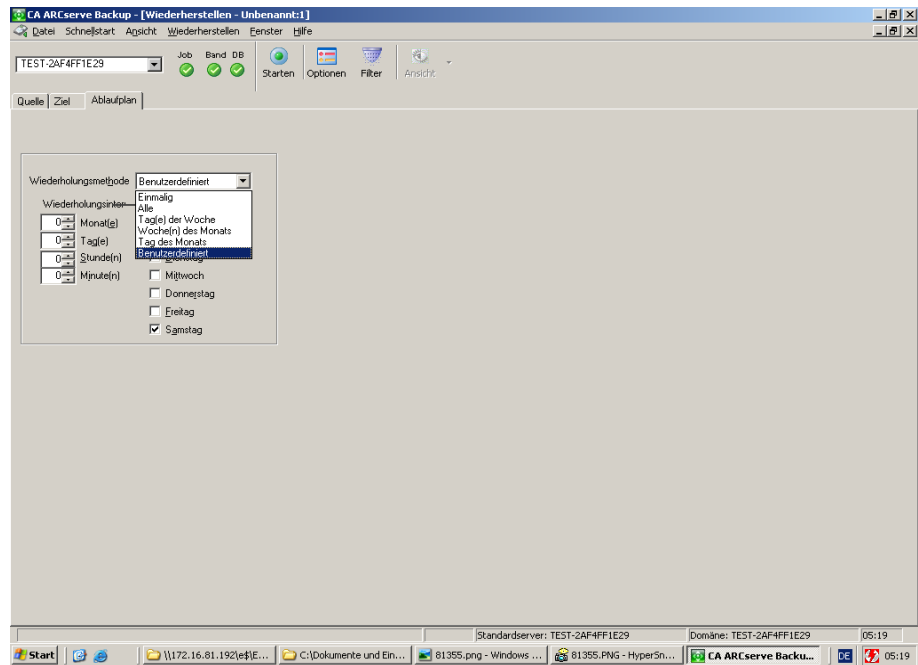 CA ARCserve Backup - [Wiederherstellen - Unbenannt:1]
Datei Schnellstart Ansicht Wiederherstellen Fenster Hilfe
TEST-2AF4FF1E29
Job Band DB
Starten Optionen Filter Ansicht
Quelle Ziel Ablaufplan
Wiederholungsmethode Benutzerdefiniert
Einmalig
Alle
Tag(e) der Woche
Woche(n) des Monats
Tag des Monats
Benutzerdefiniert
0 Monat(e)
0 Tag(e)
0 Stunde(n)
0 Minute(n)
Mittwoch
Donnerstag
Freitag
Samstag
Standardserver: TEST-2AF4FF1E29 Domäne: TEST-2AF4FF1E29 05:19
Start \\172.16.81.192\e$\E... C:\Dokumente und Ein... 81355.png - Windows ... 81355.PNG - HyperSn... CA ARCserve Backu... DE 05:19